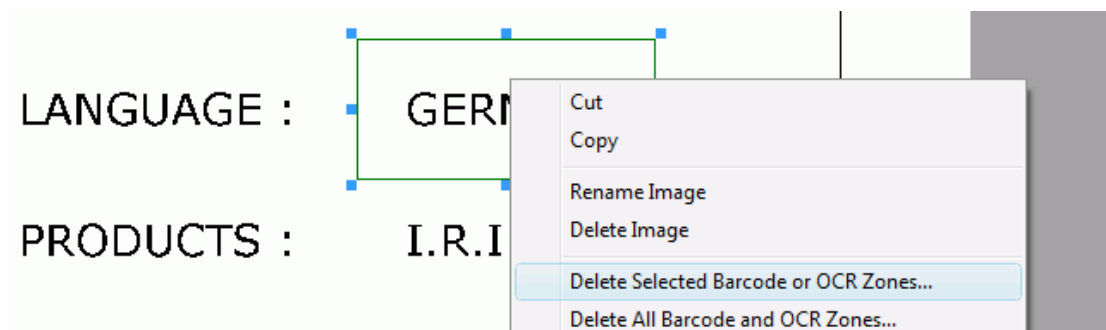 LANGUAGE :
PRODUCTS : I.R.I
Cut
Copy
Rename Image
Delete Image
Delete Selected Barcode or OCR Zones...
Delete All Barcode and OCR Zones...